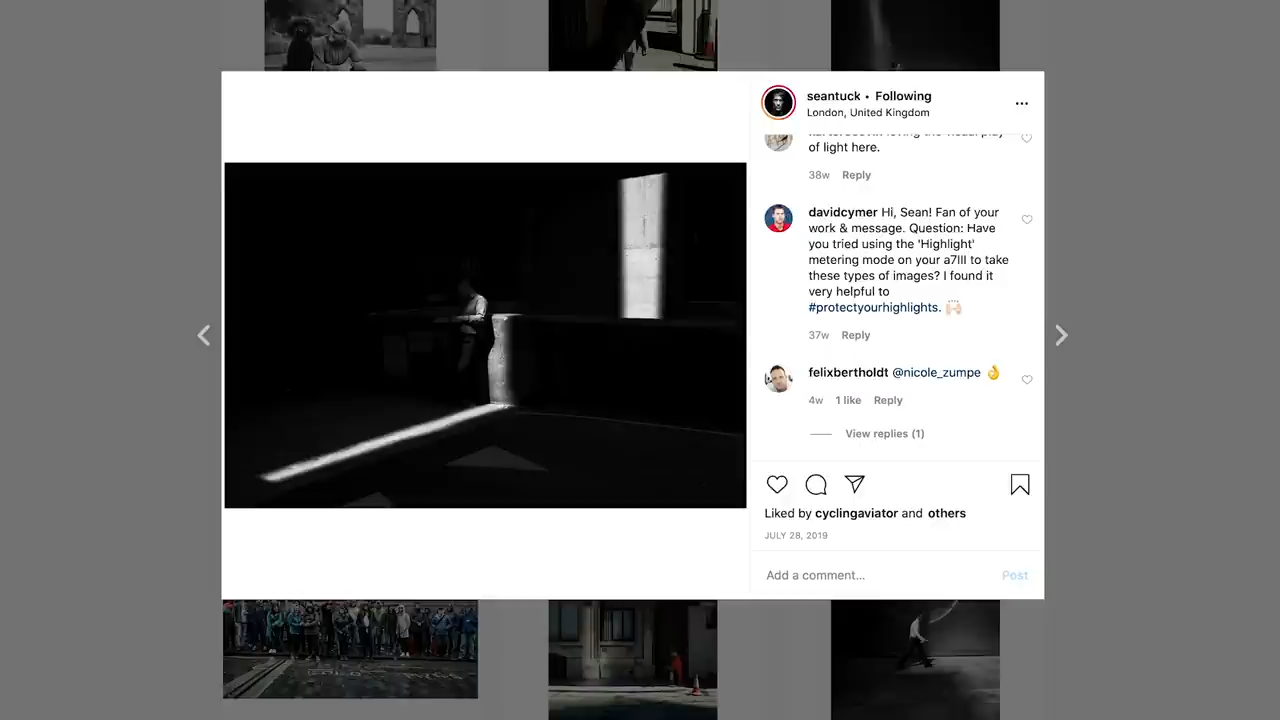 seantuck • Following
London, United Kingdom
of light here.
38w Reply
davidcymer Hi, Sean! Fan of your
work & message. Question: Have
you tried using the 'Highlight'
metering mode on your a7III to take
these types of images? I found it
very helpful to
#protectyourhighlights. 🙌🏻
37w Reply
felixbertholdt @nicole_zumpe 👌
4w 1 like Reply
View replies (1)
Liked by cyclingaviator and others
JULY 28, 2019
Add a comment... Post